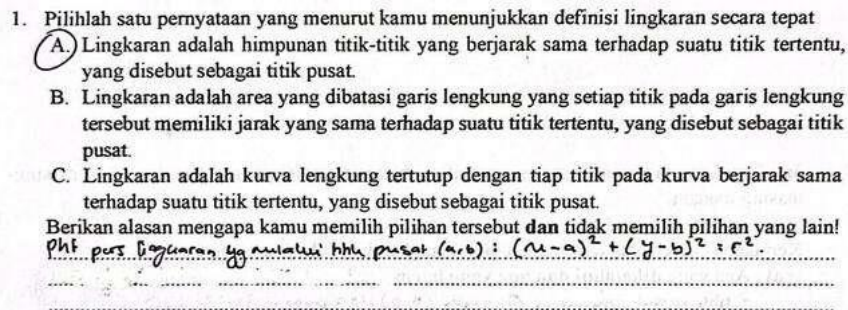 1. Pilihlah satu pernyataan yang menurut kamu menunjukkan definisi lingkaran secara tepat
A. Lingkaran adalah himpunan titik-titik yang berjarak sama terhadap suatu titik tertentu,
yang disebut sebagai titik pusat.
B. Lingkaran adalah area yang dibatasi garis lengkung yang setiap titik pada garis lengkung
tersebut memiliki jarak yang sama terhadap suatu titik tertentu, yang disebut sebagai titik
pusat.
C. Lingkaran adalah kurva lengkung tertutup dengan tiap titik pada kurva berjarak sama
terhadap suatu titik tertentu, yang disebut sebagai titik pusat.
Berikan alasan mengapa kamu memilih pilihan tersebut dan tidak memilih pilihan yang lain!
pers lingkaran yg melalui pusat (a,b) : (x-a)² + (y-b)² = r²